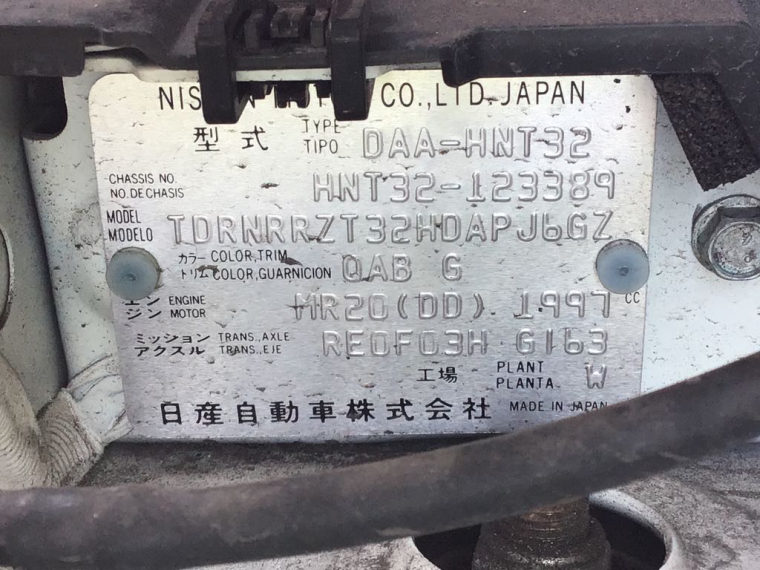 CO.,LTD.JAPAN
型式 TYPE TIPO DAA-HNT32
CHASSIS NO. NO.DE CHASIS HNT32-123389
MODEL MODELO TDRNRRZT32HDAPJ6GZ
カラー COLOR,TRIM
トリム COLOR,GUARNICION QAB G
エン ENGINE
ジン MOTOR MR20(DD) 1997 CC
ミッション TRANS.,AXLE
アクスル TRANS.,EJE RE0F03H G163
工場 PLANT PLANTA W
日産自動車株式会社 MADE IN JAPAN